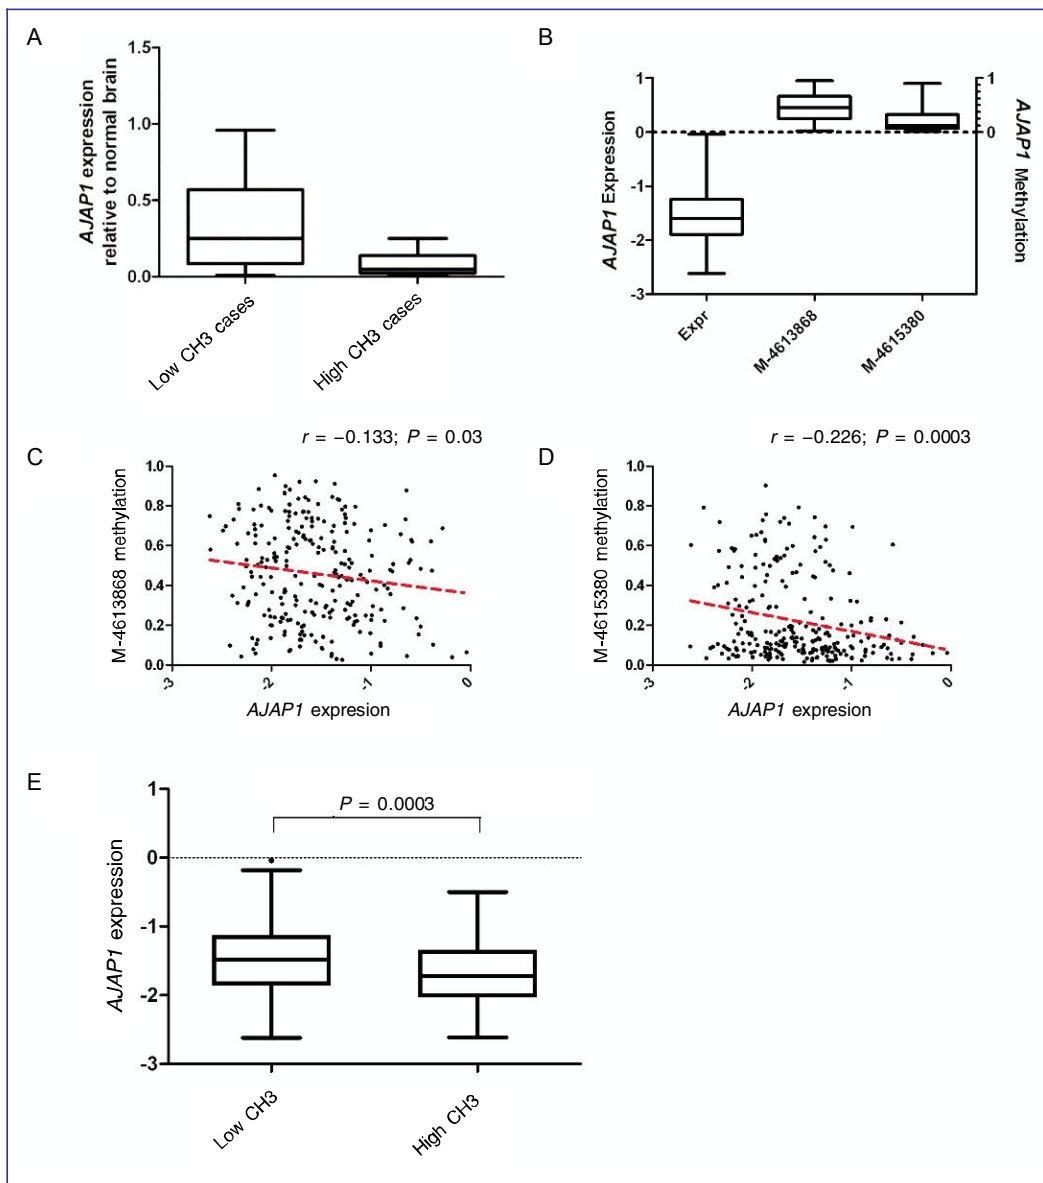 A
AJAP1 expression
relative to normal brain
1.5
1.0
0.5
0.0
Low CH3 cases
High CH3 cases
B
AJAP1 Expression
1
0
-1
-2
-3
1
0
AJAP1 Methylation
Expr
M-4613868
M-4615380
C
r = −0.133; P = 0.03
M-4613868 methylation
1.0
0.8
0.6
0.4
0.2
0.0
-3
-2
-1
0
AJAP1 expresion
D
r = −0.226; P = 0.0003
M-4615380 methylation
1.0
0.8
0.6
0.4
0.2
0.0
-3
-2
-1
0
AJAP1 expresion
E
P = 0.0003
AJAP1 expression
1
0
-1
-2
-3
Low CH3
High CH3